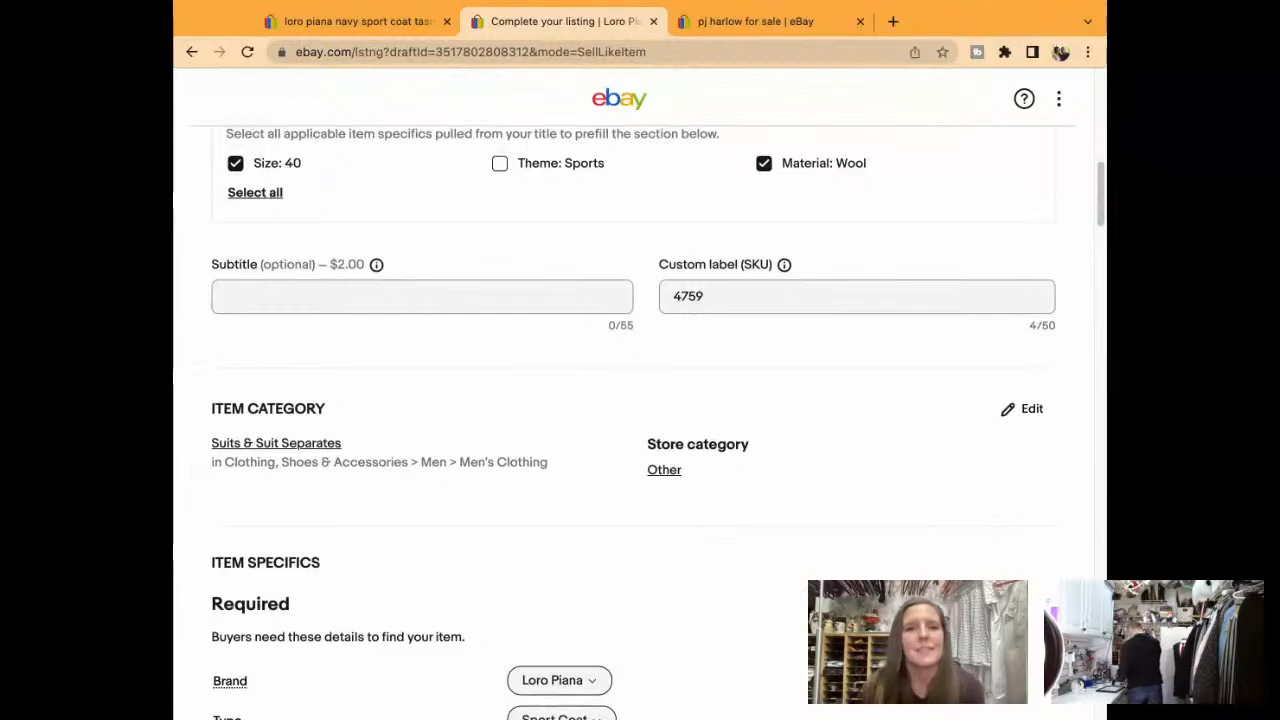 loro piana navy sport coat tasm
Complete your listing | Loro Pia
pj harlow for sale | eBay
ebay.com/lstng?draftId=3517802808312&mode=SellLikeItem
ebay
Select all applicable item specifics pulled from your title to prefill the section below.
Size: 40
Theme: Sports
Material: Wool
Select all
Subtitle (optional) – $2.00
Custom label (SKU)
4759
0/55
4/50
ITEM CATEGORY
Edit
Suits & Suit Separates
Store category
in Clothing, Shoes & Accessories > Men > Men's Clothing
Other
ITEM SPECIFICS
Required
Buyers need these details to find your item.
Brand
Loro Piana
Type
Sport Coat